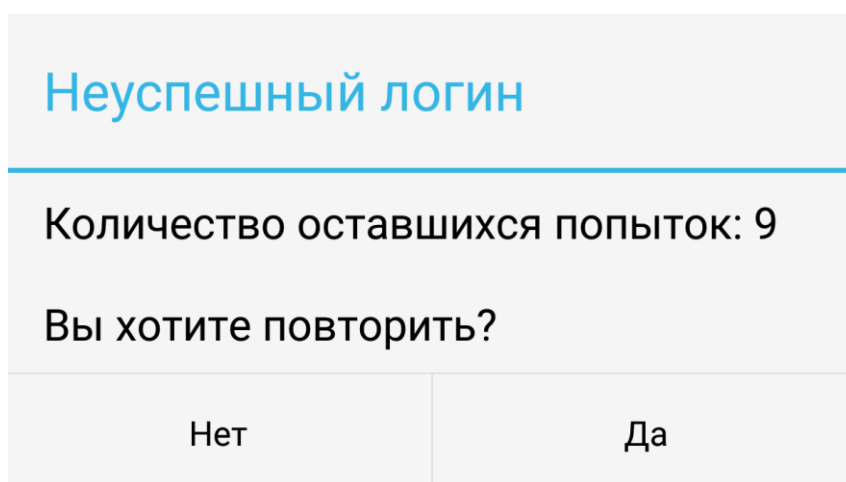 Неуспешный логин
Количество оставшихся попыток: 9
Вы хотите повторить?
Нет
Да